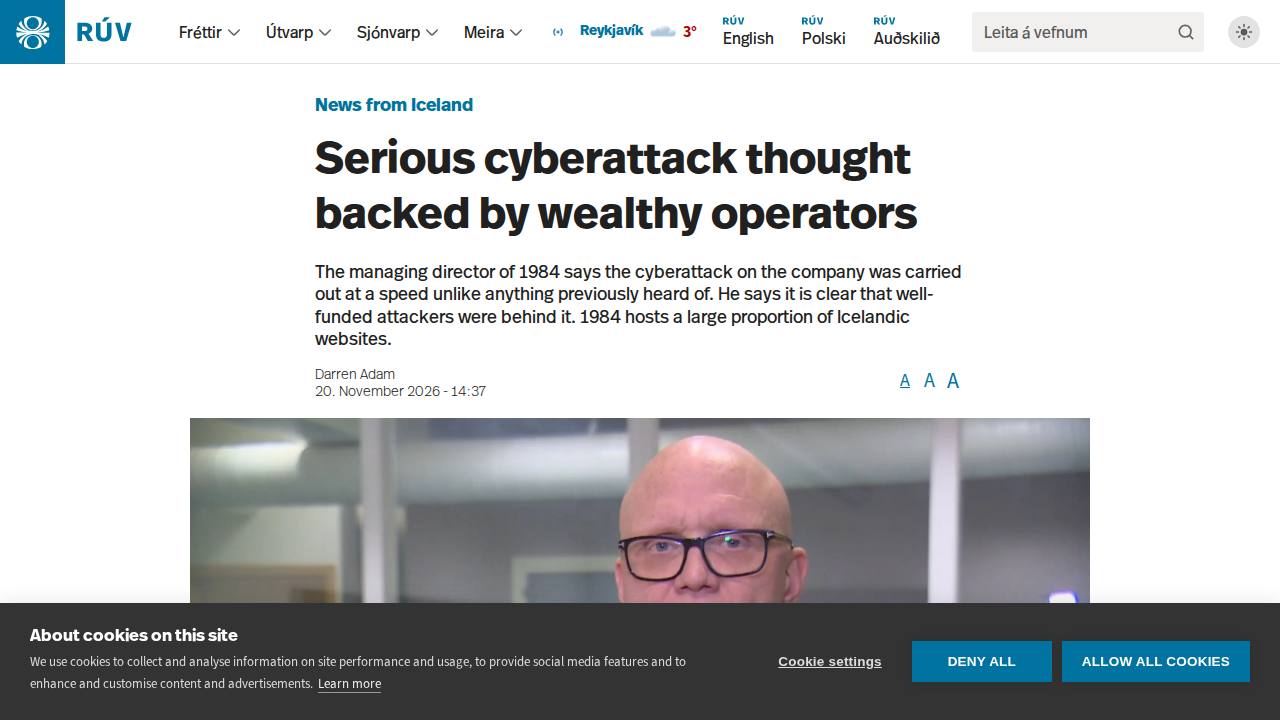 RÚV
Fréttir
Útvarp
Sjónvarp
Meira
Reykjavík
3°
RÚV
English
RÚV
Polski
RÚV
Auðskilið
Leita á vefnum
News from Iceland
Serious cyberattack thought
backed by wealthy operators
The managing director of 1984 says the cyberattack on the company was carried
out at a speed unlike anything previously heard of. He says it is clear that well-
funded attackers were behind it. 1984 hosts a large proportion of Icelandic
websites.
Darren Adam
20. November 2026 - 14:37
A A A
About cookies on this site
We use cookies to collect and analyse information on site performance and usage, to provide social media features and to
enhance and customise content and advertisements. Learn more
Cookie settings
DENY ALL
ALLOW ALL COOKIES